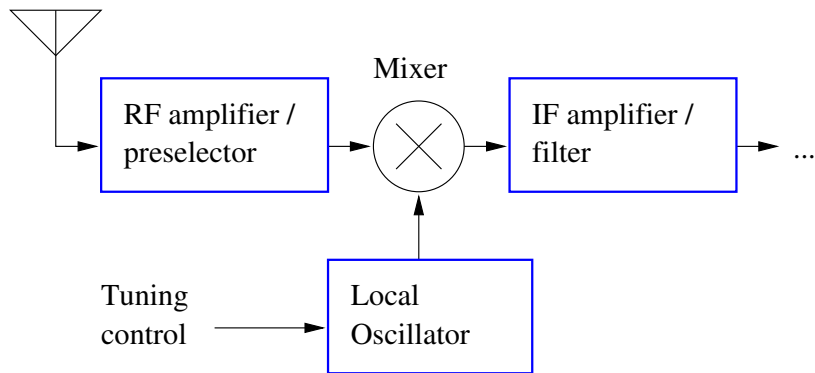 Mixer
RF amplifier /
preselector
IF amplifier /
filter
...
Tuning
control
Local
Oscillator